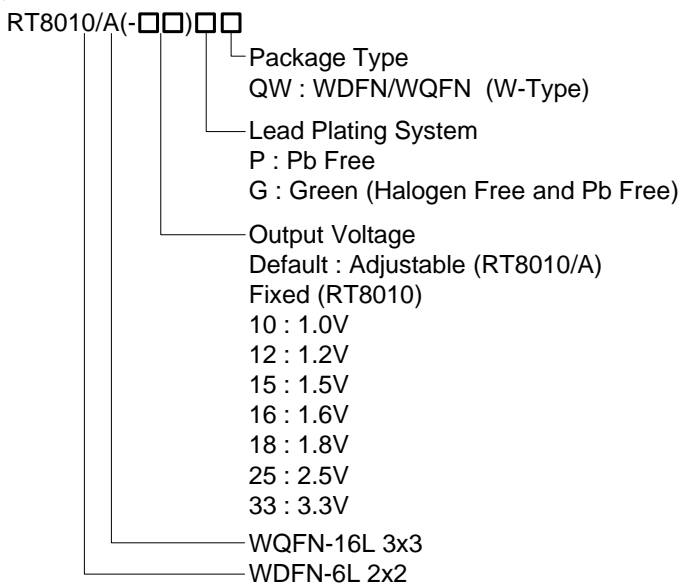 RT8010/A(-□□)□□
Package Type
QW : WDFN/WQFN (W-Type)
Lead Plating System
P : Pb Free
G : Green (Halogen Free and Pb Free)
Output Voltage
Default : Adjustable (RT8010/A)
Fixed (RT8010)
10 : 1.0V
12 : 1.2V
15 : 1.5V
16 : 1.6V
18 : 1.8V
25 : 2.5V
33 : 3.3V
WQFN-16L 3x3
WDFN-6L 2x2